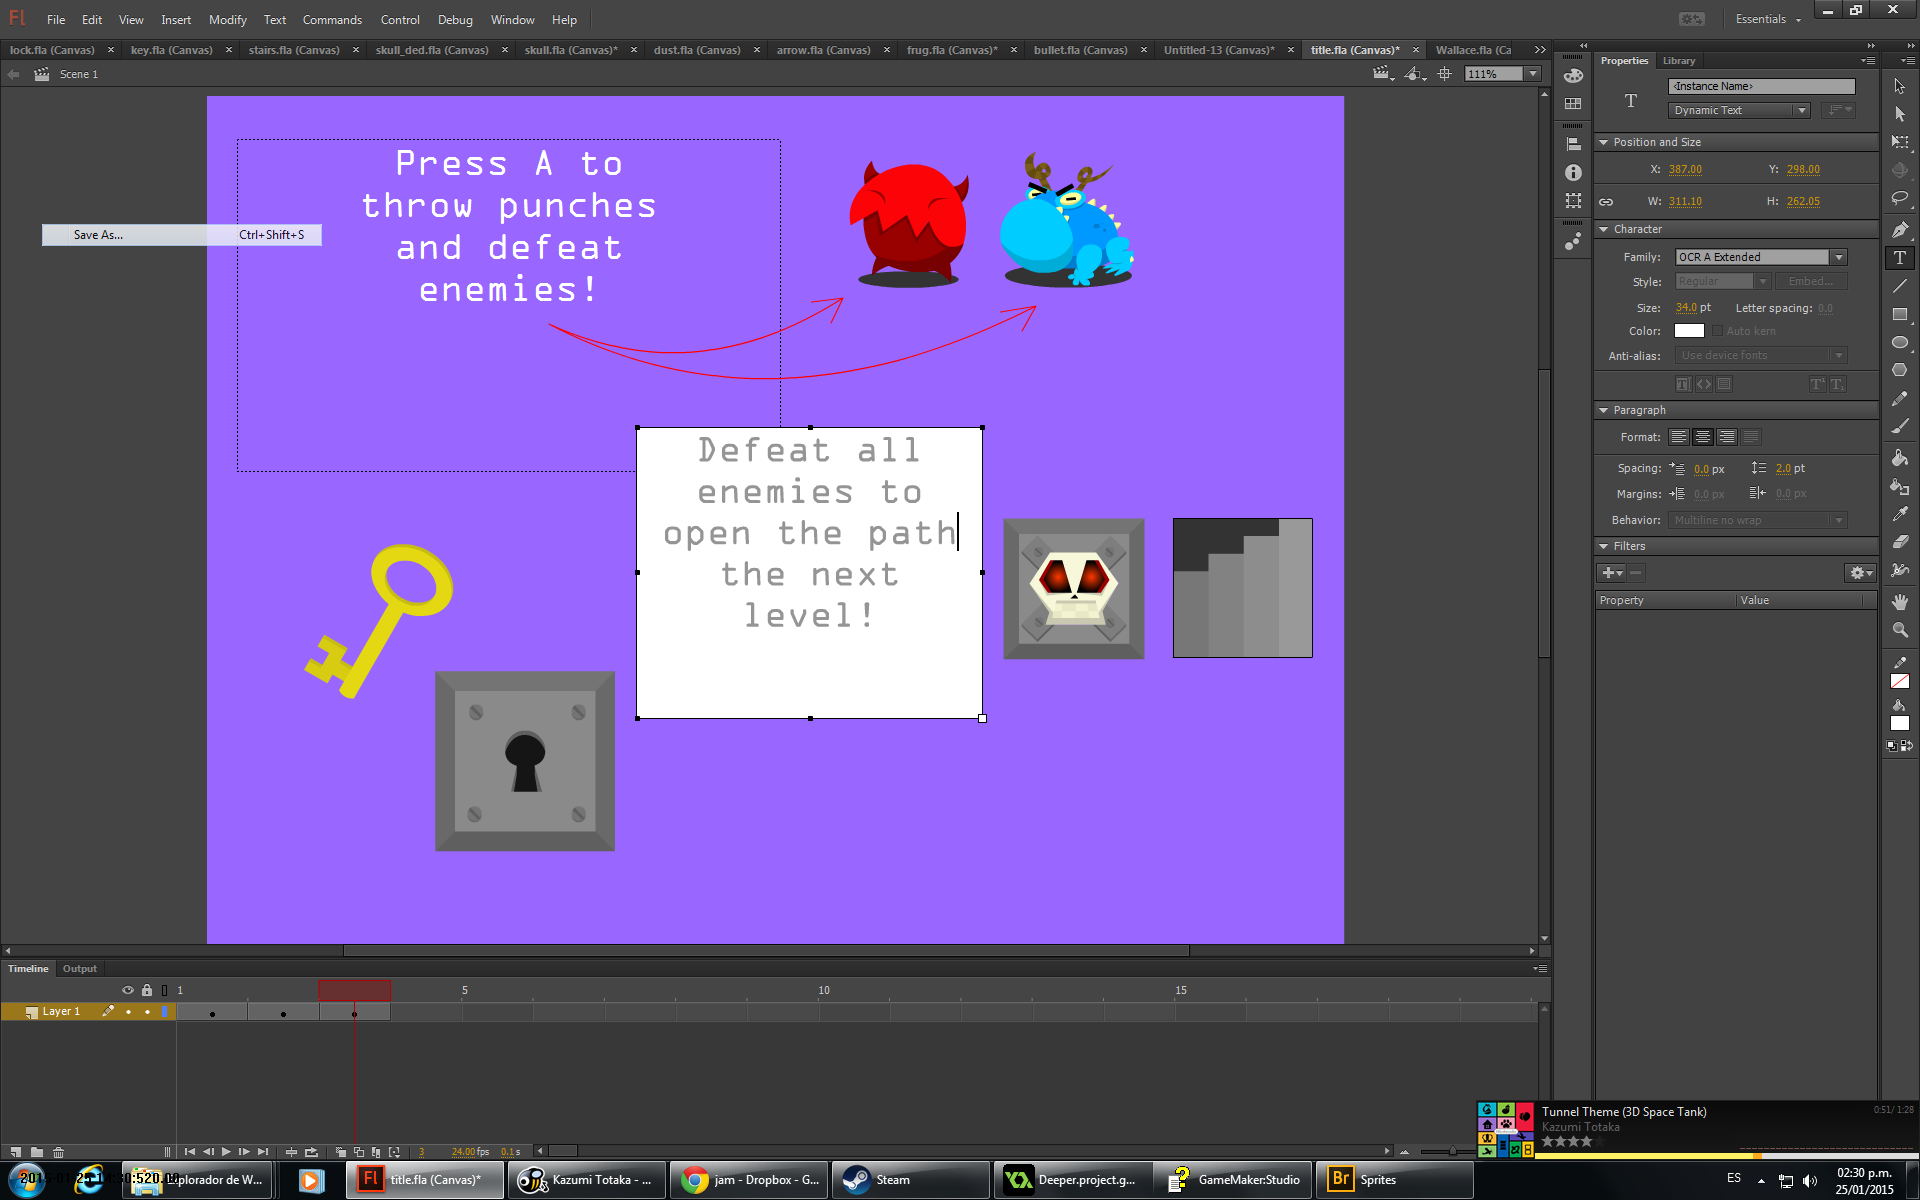 Fl File Edit View Insert Modify Text Commands Control Debug Window Help Essentials
lock.fla (Canvas) key.fla (Canvas) stairs.fla (Canvas) skull_ded.fla (Canvas) skull.fla (Canvas)* dust.fla (Canvas) arrow.fla (Canvas) frug.fla (Canvas)* bullet.fla (Canvas) Untitled-13 (Canvas)* title.fla (Canvas)* Wallace.fla (Ca
Scene 1 111%
Save As... Ctrl+Shift+S
Press A to
throw punches
and defeat
enemies!
Defeat all
enemies to
open the path
the next
level!
Properties Library
<Instance Name>
Dynamic Text
Position and Size
X: 387.00 Y: 298.00
W: 311.10 H: 262.05
Character
Family: OCR A Extended
Style: Regular Embed...
Size: 34.0 pt Letter spacing: 0.0
Color: Auto kern
Anti-alias: Use device fonts
Paragraph
Format:
Spacing: 0.0 px 2.0 pt
Margins: 0.0 px 0.0 px
Behavior: Multiline no wrap
Filters
Property Value
Timeline Output
1 5 10 15
Layer 1
3 24.00 fps 0.1 s
Tunnel Theme (3D Space Tank) 0:51/ 1:28
Kazumi Totaka
xplorador de W... title.fla (Canvas)* Kazumi Totaka - ... jam - Dropbox - G... Steam Deeper.project.g... GameMaker:Studio Br Sprites
ES 02:30 p.m.
25/01/2015